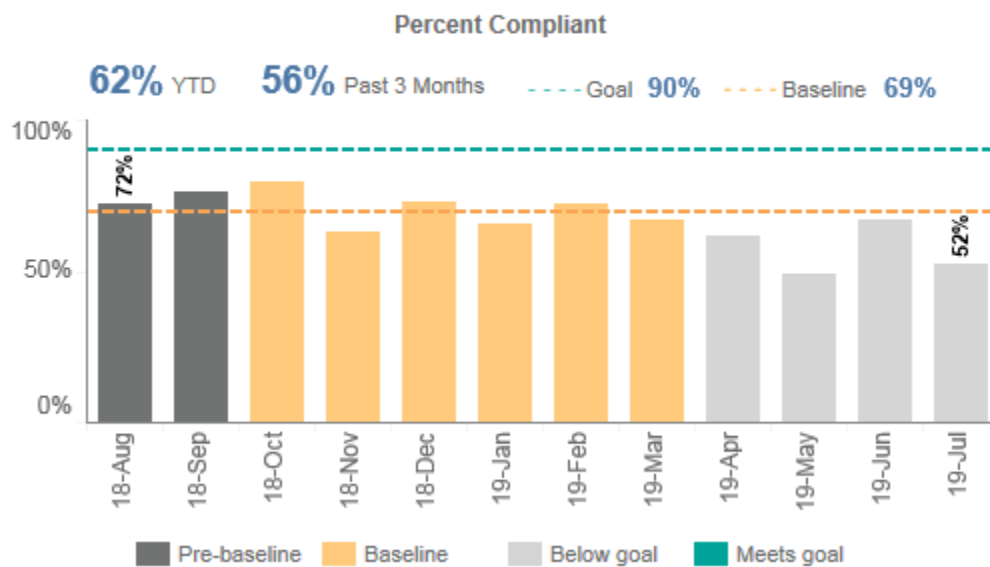 Percent Compliant
62% YTD 56% Past 3 Months Goal 90% Baseline 69%
100%
50%
0%
72%
52%
18-Aug
18-Sep
18-Oct
18-Nov
18-Dec
19-Jan
19-Feb
19-Mar
19-Apr
19-May
19-Jun
19-Jul
Pre-baseline Baseline Below goal Meets goal